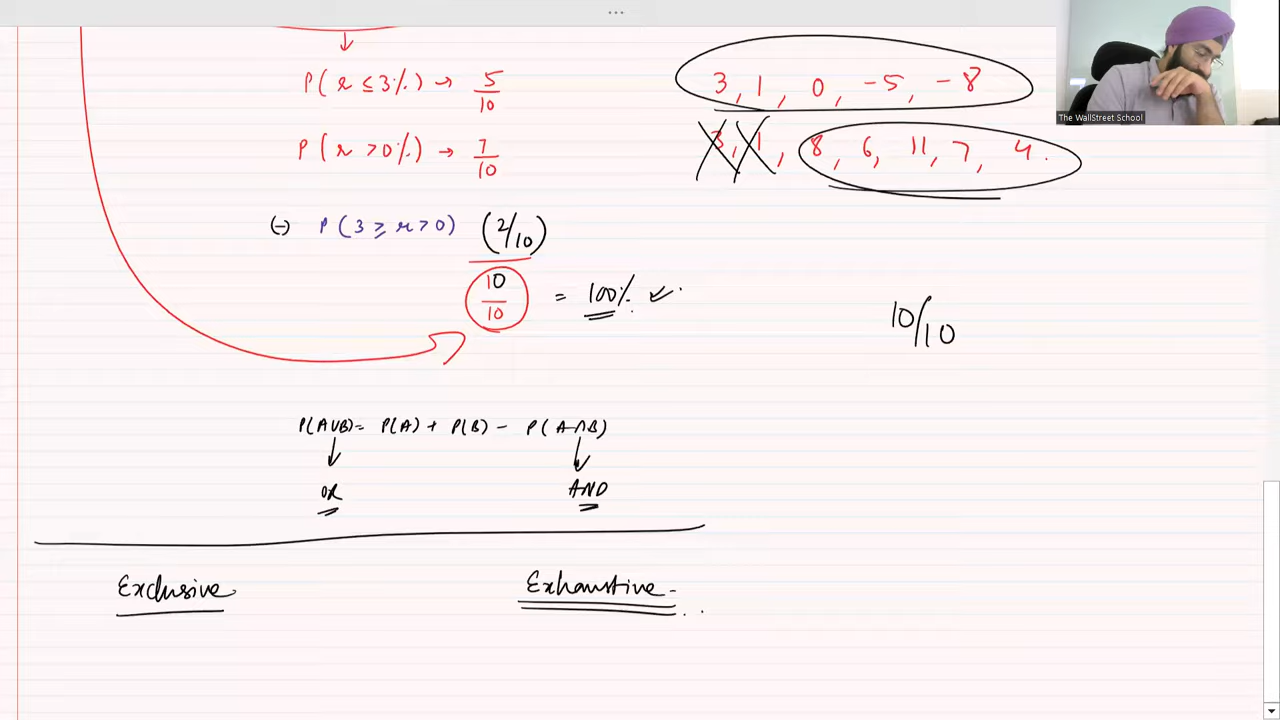 P(r ≤ 3%) → 5/10
3, 1, 0, -5, -8
The WallStreet School
P(r > 0%) → 7/10
3, 1, 8, 6, 11, 7, 4.
(-) P(3 ≥ r > 0) (2/10)
10/10 = 100% ✓
10/10
P(A∪B) = P(A) + P(B) - P(A∩B)
OR AND
Exclusive Exhaustive